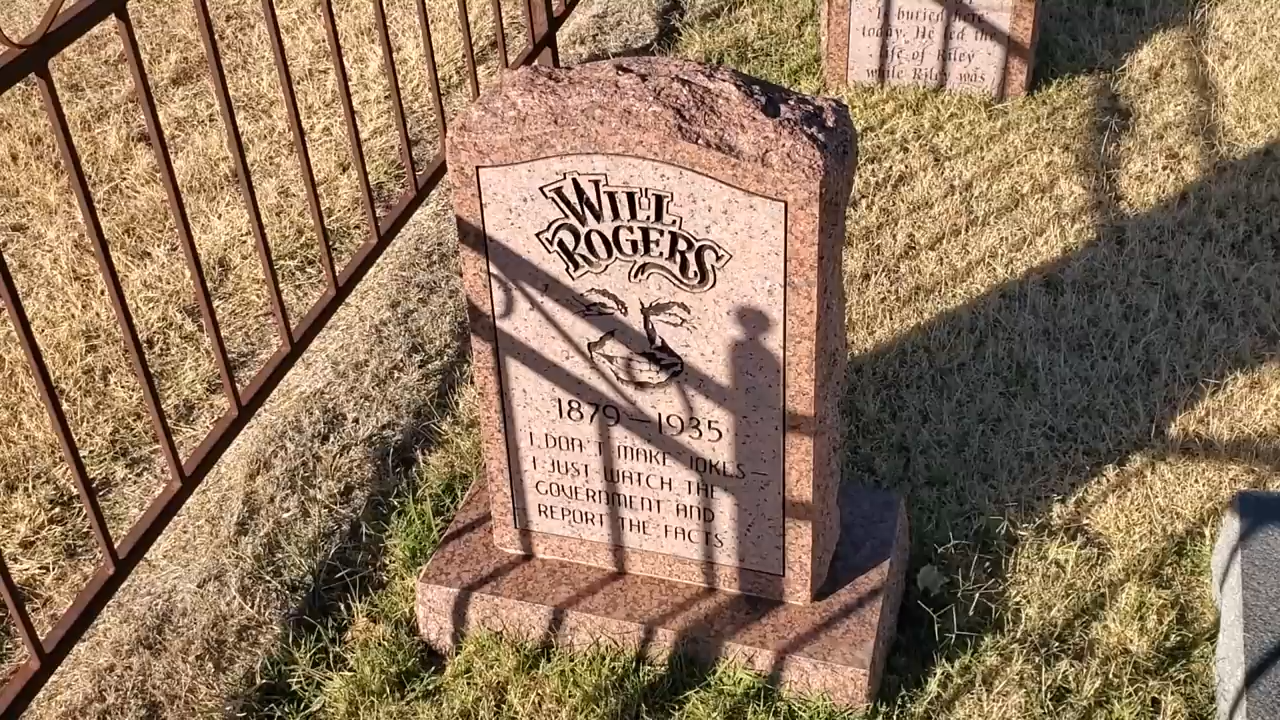 is buried here
today. He led the
life of Riley
while Riley was
WILL
ROGERS
1879 – 1935
I DON'T MAKE JOKES –
I JUST WATCH THE
GOVERNMENT AND
REPORT THE FACTS